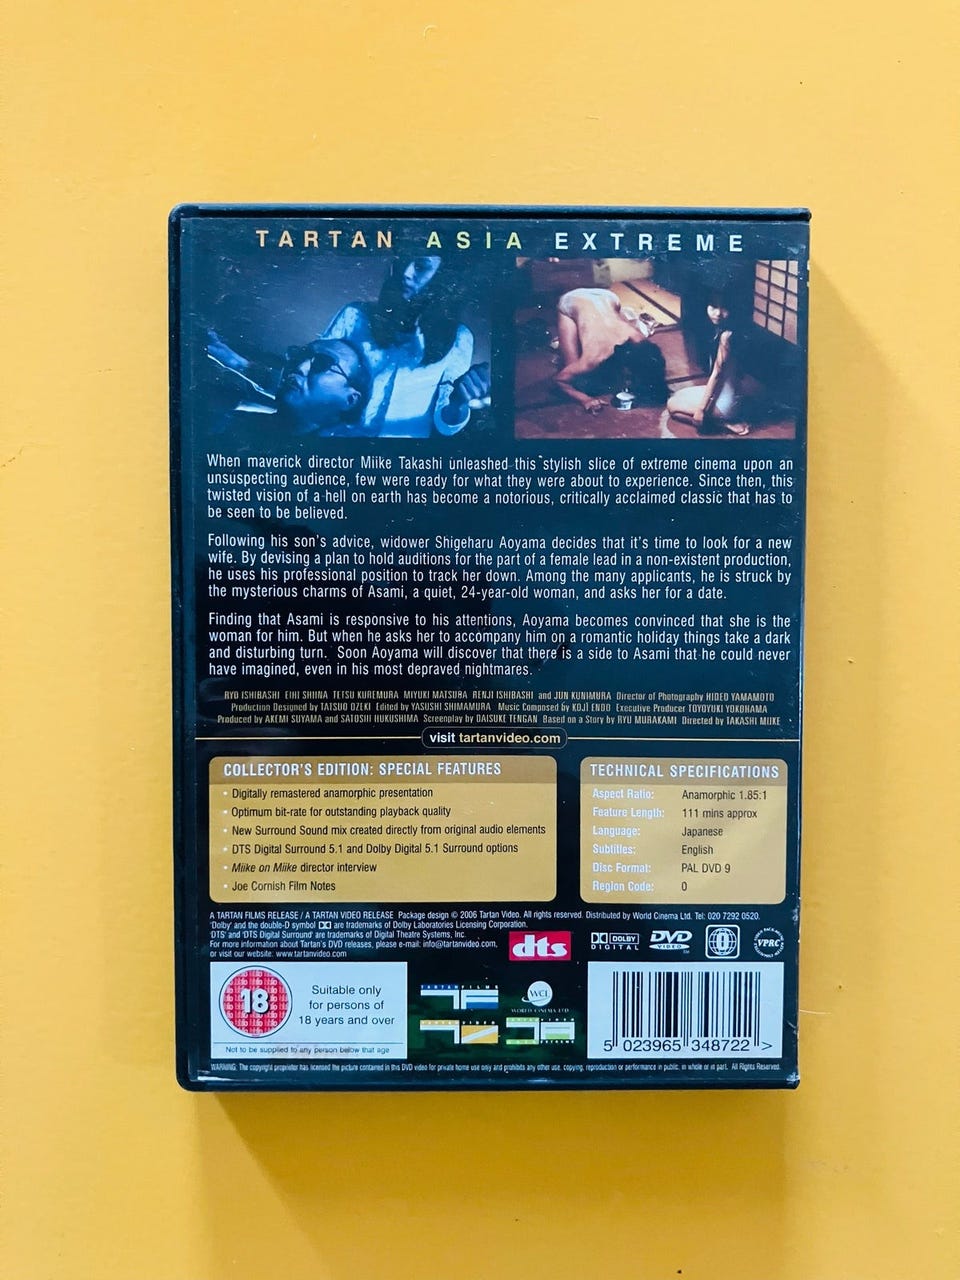 TARTAN ASIA EXTREME
When maverick director Miike Takashi unleashed this stylish slice of extreme cinema upon an
unsuspecting audience, few were ready for what they were about to experience. Since then, this
twisted vision of a hell on earth has become a notorious, critically acclaimed classic that has to
be seen to be believed.
Following his son's advice, widower Shigeharu Aoyama decides that it's time to look for a new
wife. By devising a plan to hold auditions for the part of a female lead in a non-existent production,
he uses his professional position to track her down. Among the many applicants, he is struck by
the mysterious charms of Asami, a quiet, 24-year-old woman, and asks her for a date.
Finding that Asami is responsive to his attentions, Aoyama becomes convinced that she is the
woman for him. But when he asks her to accompany him on a romantic holiday things take a dark
and disturbing turn. Soon Aoyama will discover that there is a side to Asami that he could never
have imagined, even in his most depraved nightmares.
RYO ISHIBASHI EIHI SHIINA TETSU KUREMURA MIYUKI MATSUBA RENJI ISHIBASHI and JUN KUNIMURA Director of Photography HIDEO YAMAMOTO
Production Designed by TATSUO OZEKI Edited by YASUSHI SHIMAMURA Music Composed by KOJI ENDO Executive Producer TOYOYUKI YOKOHAMA
Produced by AKEMI SUYAMA and SATOSHI FUKUSHIMA Screenplay by DAISUKE TENGAN Based on a Story by RYU MURAKAMI Directed by TAKASHI MIIKE
visit tartanvideo.com
COLLECTOR'S EDITION: SPECIAL FEATURES
• Digitally remastered anamorphic presentation
• Optimum bit-rate for outstanding playback quality
• New Surround Sound mix created directly from original audio elements
• DTS Digital Surround 5.1 and Dolby Digital 5.1 Surround options
• Miike on Miike director interview
• Joe Cornish Film Notes
TECHNICAL SPECIFICATIONS
Aspect Ratio: Anamorphic 1.85:1
Feature Length: 111 mins approx
Language: Japanese
Subtitles: English
Disc Format: PAL DVD 9
Region Code: 0
A TARTAN FILMS RELEASE / A TARTAN VIDEO RELEASE Package design © 2006 Tartan Video. All rights reserved. Distributed by World Cinema Ltd. Tel: 020 7292 0520.
'Dolby' and the double-D symbol are trademarks of Dolby Laboratories Licensing Corporation.
'DTS' and 'DTS Digital Surround' are trademarks of Digital Theatre Systems, Inc.
For more information about Tartan's DVD releases, please e-mail: info@tartanvideo.com,
or visit our website: www.tartanvideo.com
dts
DOLBY
DIGITAL
DVD
VIDEO
0
VPRC
18
Suitable only
for persons of
18 years and over
Not to be supplied to any person below that age
TARTAN FILMS
TARTAN VIDEO
WCL
WORLD CINEMA LTD
5 023965 348722 >
WARNING: The copyright proprietor has licensed the picture contained in this DVD video for private home use only and prohibits any other use, copying, reproduction or performance in public, in whole or in part. All Rights Reserved.